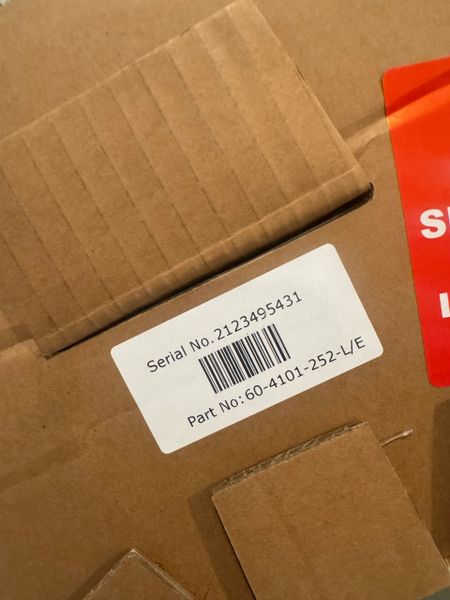 Serial No. 2123495431
Part No: 60-4101-252-L/E